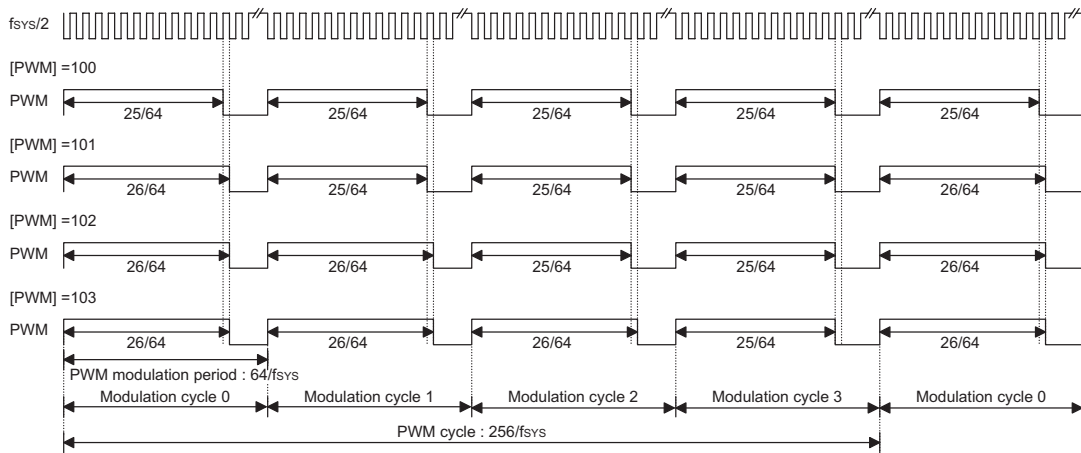 fSYS/2
[PWM] =100
PWM
25/64 25/64 25/64 25/64 25/64
[PWM] =101
PWM
26/64 25/64 25/64 25/64 26/64
[PWM] =102
PWM
26/64 26/64 25/64 25/64 26/64
[PWM] =103
PWM
26/64 26/64 26/64 25/64 26/64
PWM modulation period : 64/fSYS
Modulation cycle 0 Modulation cycle 1 Modulation cycle 2 Modulation cycle 3 Modulation cycle 0
PWM cycle : 256/fSYS